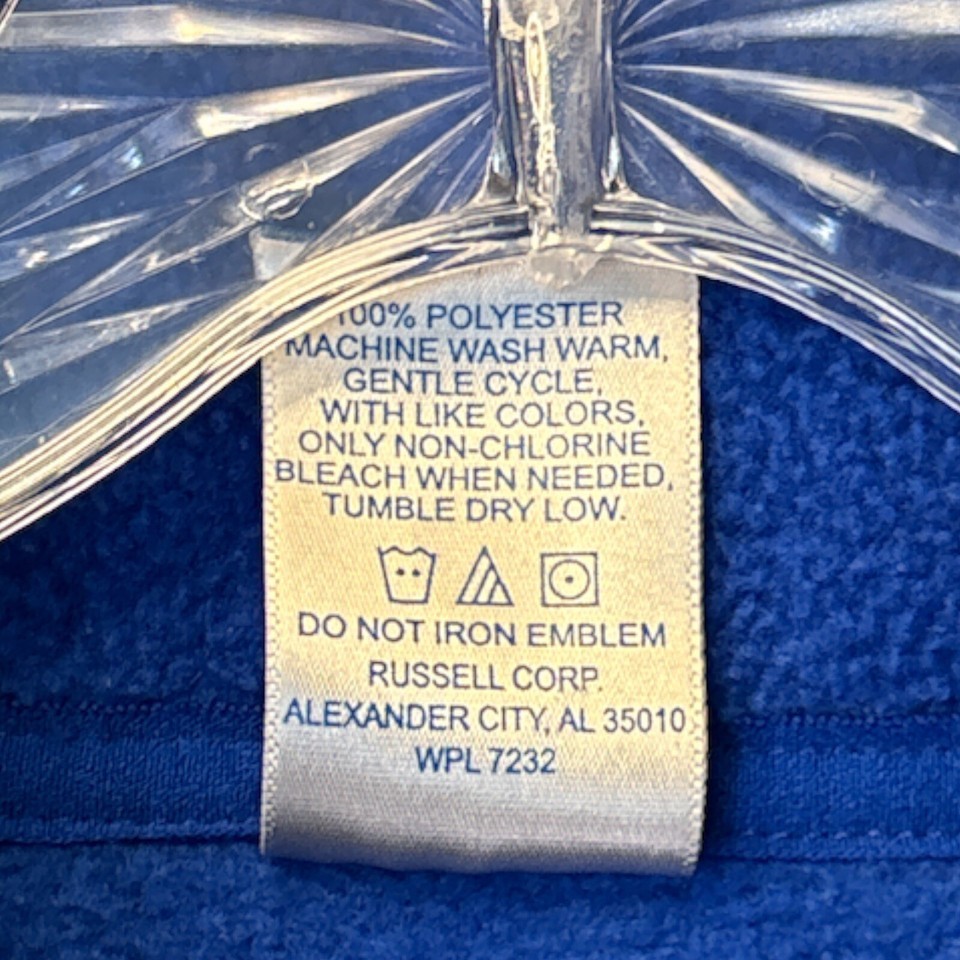 100% POLYESTER
MACHINE WASH WARM,
GENTLE CYCLE,
WITH LIKE COLORS,
ONLY NON-CHLORINE
BLEACH WHEN NEEDED,
TUMBLE DRY LOW.
DO NOT IRON EMBLEM
RUSSELL CORP.
ALEXANDER CITY, AL 35010
WPL 7232